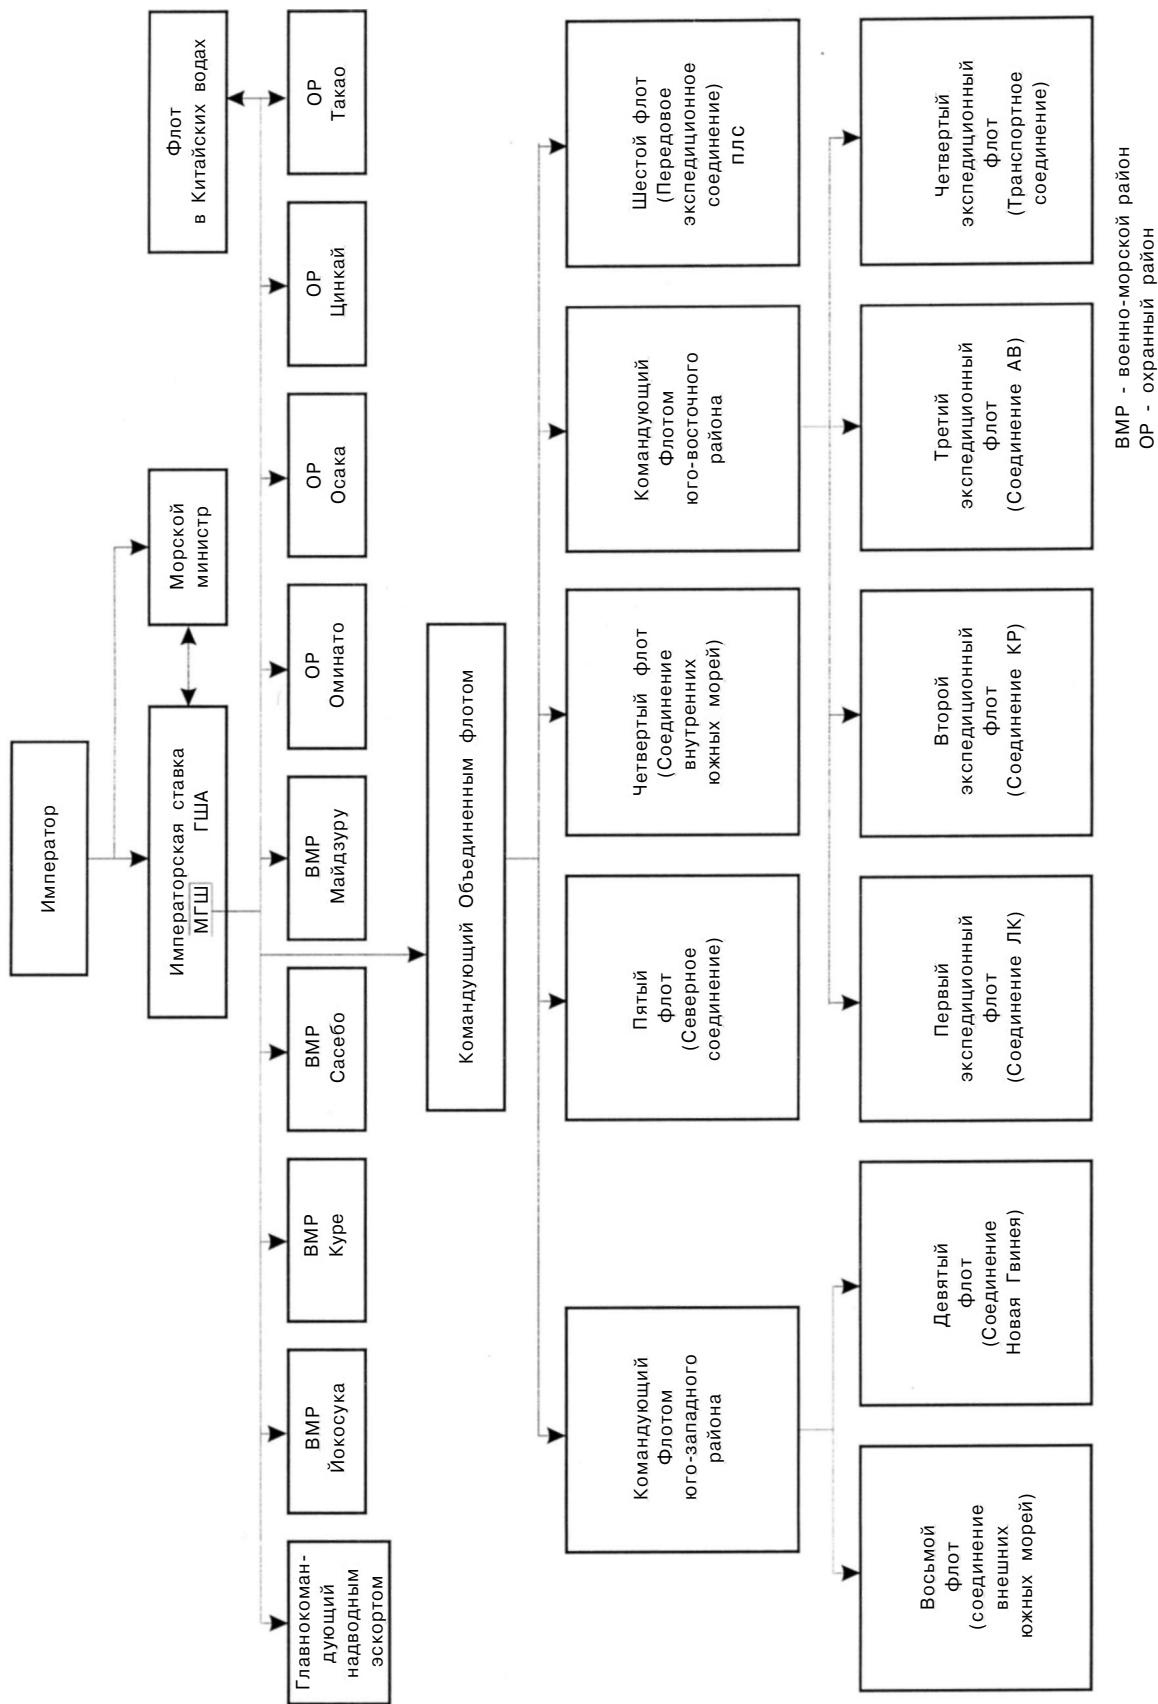 Император
Императорская ставка
МГШ ГША
Морской
министр
Флот
в Китайских водах
Главнокоман-
дующий
надводным
эскортом
ВМР
Йокосука
ВМР
Куре
ВМР
Сасебо
ВМР
Майдзуру
ОР
Оминато
ОР
Осака
ОР
Цинкай
ОР
Такао
Командующий Объединенным флотом
Командующий
Флотом
юго-западного
района
Пятый
флот
(Северное
соединение)
Четвертый флот
(Соединение
внутренних
южных морей)
Командующий
Флотом
юго-восточного
района
Шестой флот
(Передовое
экспедиционное
соединение)
ПЛС
Восьмой
флот
(соединение
внешних
южных морей)
Девятый
флот
(Соединение
Новая Гвинея)
Первый
экспедиционный
флот
(Соединение ЛК)
Второй
экспедиционный
флот
(Соединение КР)
Третий
экспедиционный
флот
(Соединение АВ)
Четвертый
экспедиционный
флот
(Транспортное
соединение)
ВМР - военно-морской район
ОР - охранный район